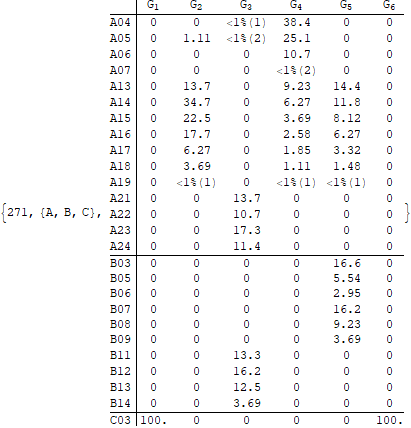 G1 G2 G3 G4 G5 G6
A04 0 0 <1%(1) 38.4 0 0
A05 0 1.11 <1%(2) 25.1 0 0
A06 0 0 0 10.7 0 0
A07 0 0 0 <1%(2) 0 0
A13 0 13.7 0 9.23 14.4 0
A14 0 34.7 0 6.27 11.8 0
A15 0 22.5 0 3.69 8.12 0
A16 0 17.7 0 2.58 6.27 0
A17 0 6.27 0 1.85 3.32 0
A18 0 3.69 0 1.11 1.48 0
A19 0 <1%(1) 0 <1%(1) <1%(1) 0
A21 0 0 13.7 0 0 0
{271, {A, B, C}, A22 0 0 10.7 0 0 0 }
A23 0 0 17.3 0 0 0
A24 0 0 11.4 0 0 0
B03 0 0 0 0 16.6 0
B05 0 0 0 0 5.54 0
B06 0 0 0 0 2.95 0
B07 0 0 0 0 16.2 0
B08 0 0 0 0 9.23 0
B09 0 0 0 0 3.69 0
B11 0 0 13.3 0 0 0
B12 0 0 16.2 0 0 0
B13 0 0 12.5 0 0 0
B14 0 0 3.69 0 0 0
C03 100. 0 0 0 0 100.